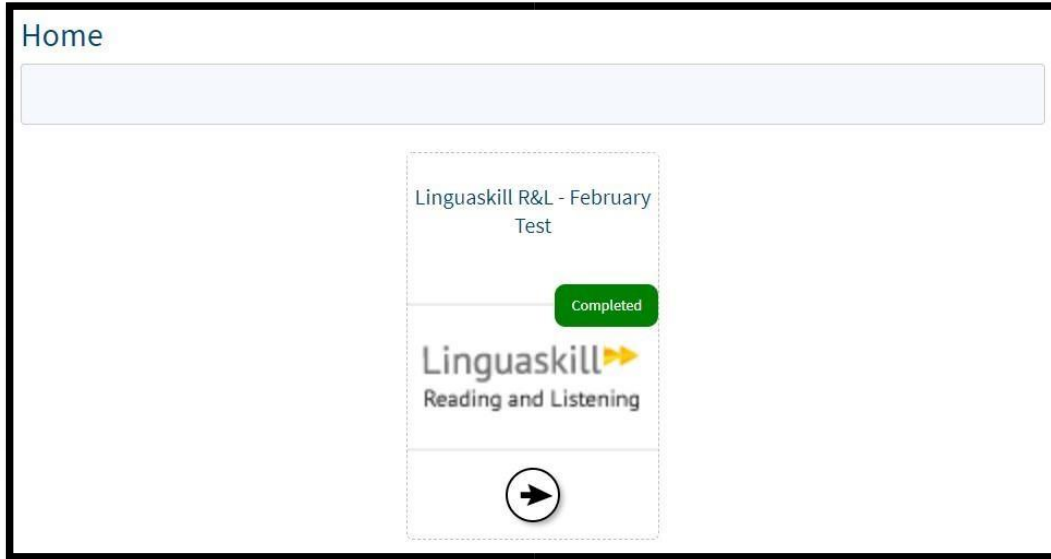 Home
Linguaskill R&L - February
Test
Completed
Linguaskill
Reading and Listening